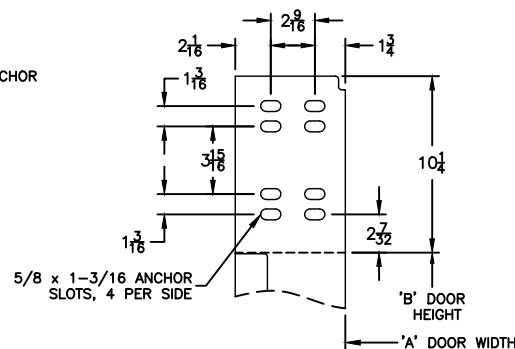 2 9/16
2 1/16
1 3/4
CHOR
1 3/16
3 15/16
10 1/4
2 7/32
1 3/16
5/8 x 1-3/16 ANCHOR
SLOTS, 4 PER SIDE
'B' DOOR
HEIGHT
'A' DOOR WIDTH